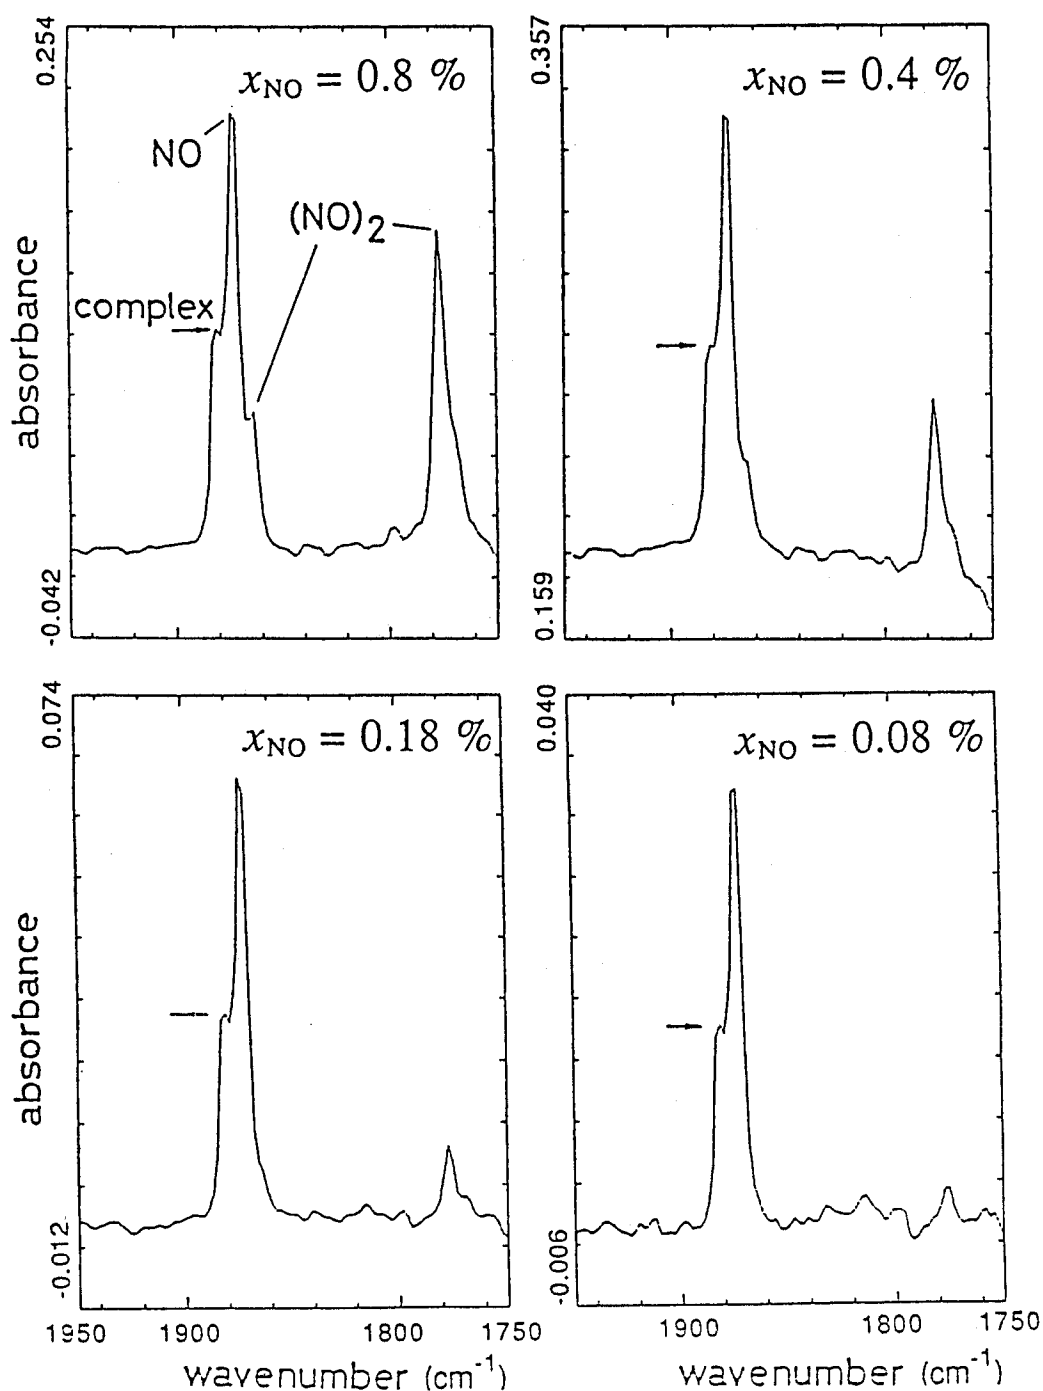 0.254
x_NO = 0.8 %
NO
(NO)2
complex
absorbance
-0.042
0.357
x_NO = 0.4 %
0.159
0.074
x_NO = 0.18 %
absorbance
-0.012
1950 1900 1800 1750
wavenumber (cm-1)
0.040
x_NO = 0.08 %
-0.006
1900 1800 1750
wavenumber (cm-1)